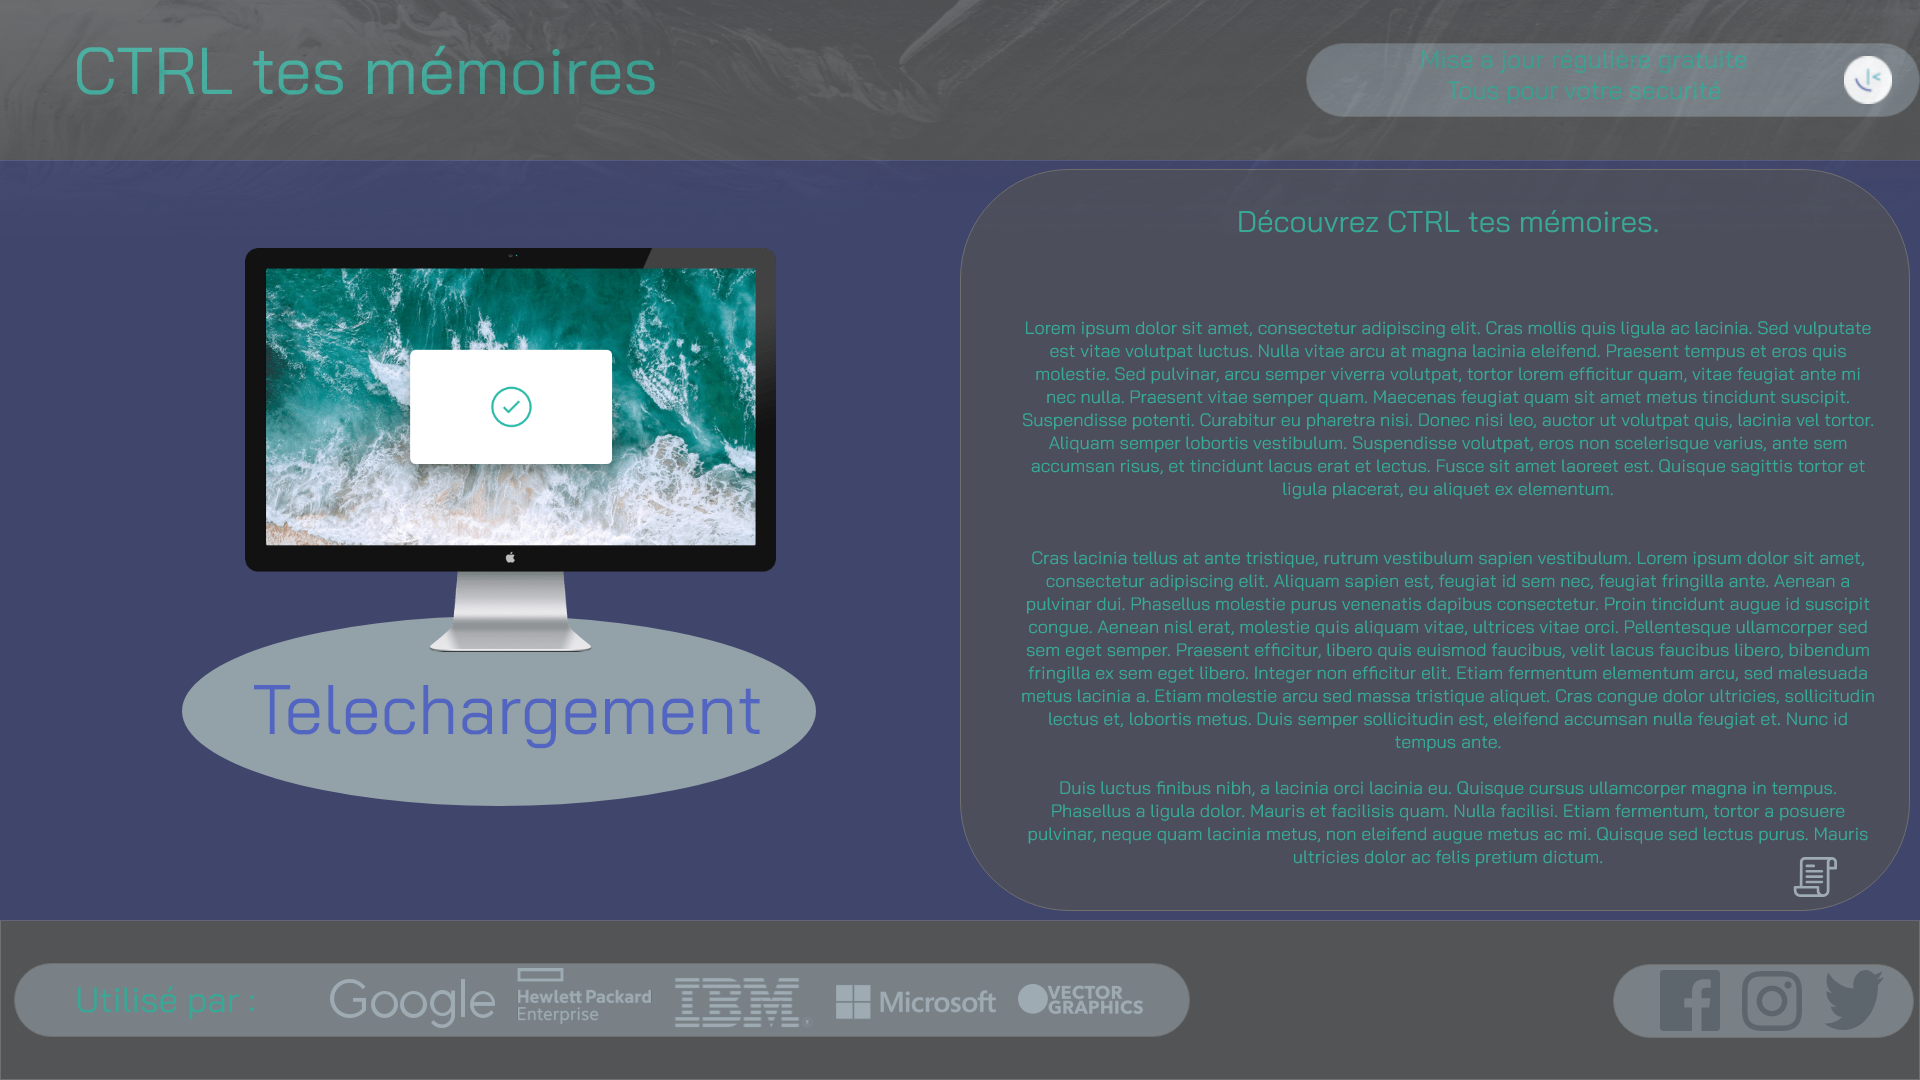 CTRL tes mémoires
Mise à jour régulière gratuite
Tous pour votre sécurité
Découvrez CTRL tes mémoires.
Lorem ipsum dolor sit amet, consectetur adipiscing elit. Cras mollis quis ligula ac lacinia. Sed vulputate
est vitae volutpat luctus. Nulla vitae arcu at magna lacinia eleifend. Praesent tempus et eros quis
molestie. Sed pulvinar, arcu semper viverra volutpat, tortor lorem efficitur quam, vitae feugiat ante mi
nec nulla. Praesent vitae semper quam. Maecenas feugiat quam sit amet metus tincidunt suscipit.
Suspendisse potenti. Curabitur eu pharetra nisi. Donec nisi leo, auctor ut volutpat quis, lacinia vel tortor.
Aliquam semper lobortis vestibulum. Suspendisse volutpat, eros non scelerisque varius, ante sem
accumsan risus, et tincidunt lacus erat et lectus. Fusce sit amet laoreet est. Quisque sagittis tortor et
ligula placerat, eu aliquet ex elementum.
Cras lacinia tellus at ante tristique, rutrum vestibulum sapien vestibulum. Lorem ipsum dolor sit amet,
consectetur adipiscing elit. Aliquam sapien est, feugiat id sem nec, feugiat fringilla ante. Aenean a
pulvinar dui. Phasellus molestie purus venenatis dapibus consectetur. Proin tincidunt augue id suscipit
congue. Aenean nisl erat, molestie quis aliquam vitae, ultrices vitae orci. Pellentesque ullamcorper sed
sem eget semper. Praesent efficitur, libero quis euismod faucibus, velit lacus faucibus libero, bibendum
fringilla ex sem eget libero. Integer non efficitur elit. Etiam fermentum elementum arcu, sed malesuada
metus lacinia a. Etiam molestie arcu sed massa tristique aliquet. Cras congue dolor ultricies, sollicitudin
lectus et, lobortis metus. Duis semper sollicitudin est, eleifend accumsan nulla feugiat et. Nunc id
tempus ante.
Duis luctus finibus nibh, a lacinia orci lacinia eu. Quisque cursus ullamcorper magna in tempus.
Phasellus a ligula dolor. Mauris et facilisis quam. Nulla facilisi. Etiam fermentum, tortor a posuere
pulvinar, neque quam lacinia metus, non eleifend augue metus ac mi. Quisque sed lectus purus. Mauris
ultricies dolor ac felis pretium dictum.
Telechargement
Utilisé par :
Google
Hewlett Packard
Enterprise
IBM
Microsoft
VECTOR
GRAPHICS